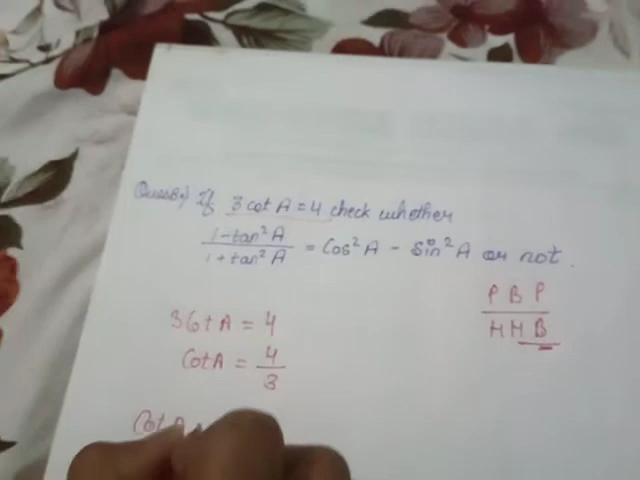 Ques8) If 3 cot A = 4 check whether
1 - tan² A / 1 + tan² A = Cos² A - Sin² A or not.
P B P
H H B
3 Cot A = 4
Cot A = 4/3
Cot A